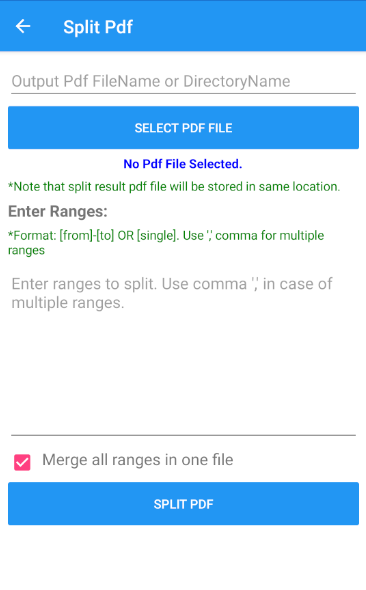 Split Pdf
Output Pdf FileName or DirectoryName
SELECT PDF FILE
No Pdf File Selected.
*Note that split result pdf file will be stored in same location.
Enter Ranges:
*Format: [from]-[to] OR [single]. Use ',' comma for multiple
ranges
Enter ranges to split. Use comma ',' in case of
multiple ranges.
Merge all ranges in one file
SPLIT PDF